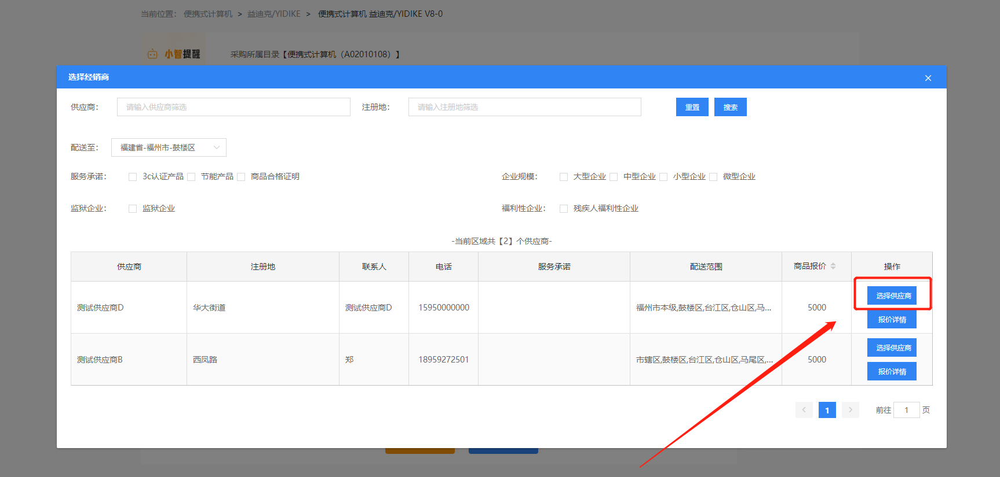 当前位置： 便携式计算机 > 益迪克/YIDIKE > 便携式计算机 益迪克/YIDIKE V8-0
小智提醒 采购所属目录【便携式计算机（A02010108）】
选择经销商
供应商： 请输入供应商筛选 注册地： 请输入注册地筛选 重置 搜索
配送至： 福建省-福州市-鼓楼区
服务承诺： 3c认证产品 节能产品 商品合格证明 企业规模： 大型企业 中型企业 小型企业 微型企业
监狱企业： 监狱企业 福利性企业： 残疾人福利性企业
-当前区域共【2】个供应商-
供应商 注册地 联系人 电话 服务承诺 配送范围 商品报价 操作
测试供应商D 华大街道 测试供应商D 15950000000 福州市本级,鼓楼区,台江区,仓山区,马... 5000 选择供应商
报价详情
测试供应商B 西凤路 郑 18959272501 市辖区,鼓楼区,台江区,仓山区,马尾区,... 5000 选择供应商
报价详情
1 前往 1 页